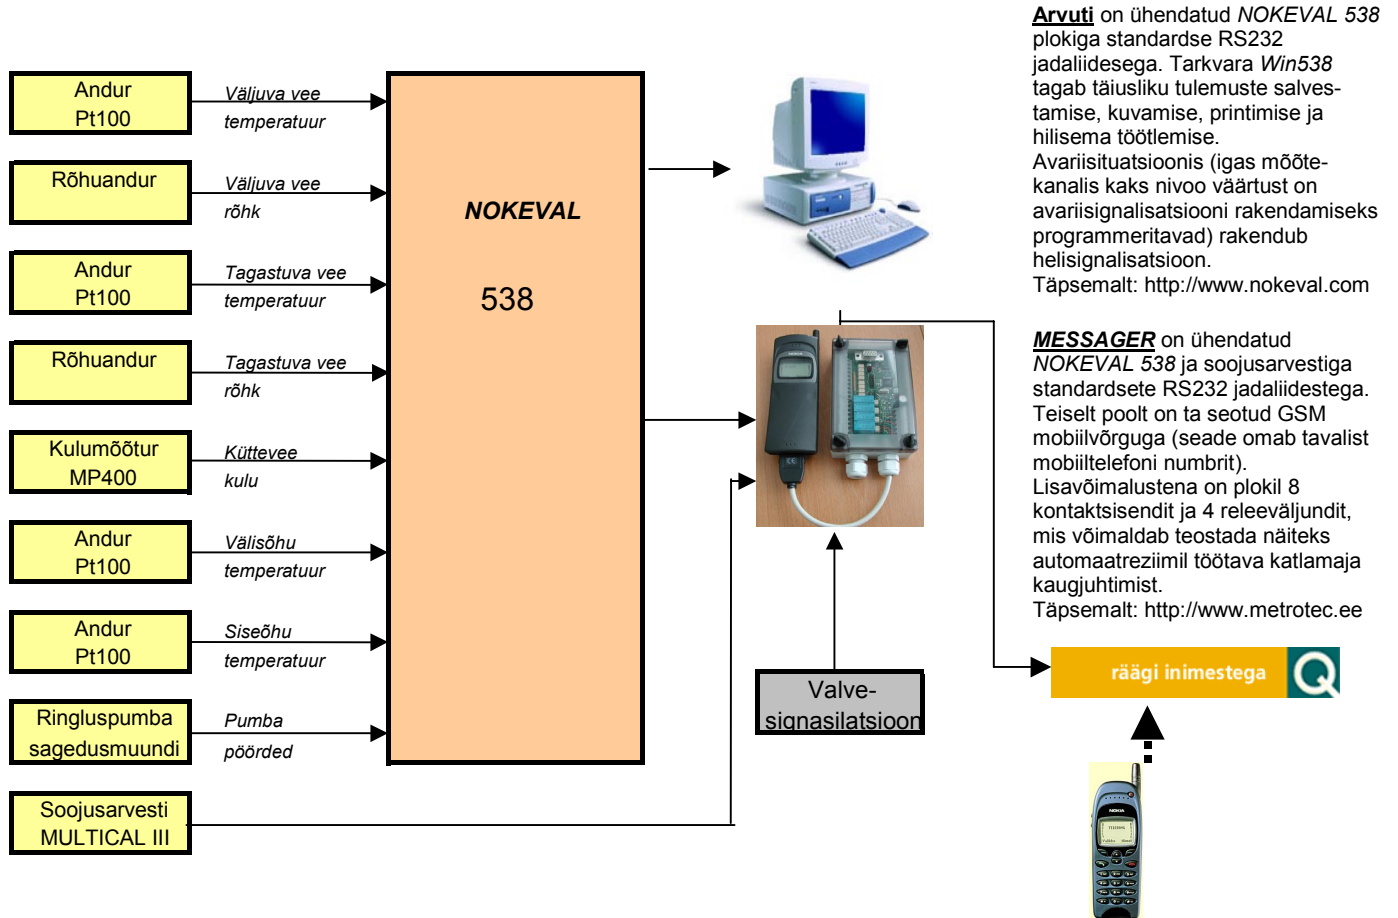 Andur
Pt100
Väljuva vee
temperatuur
Rõhuandur
Väljuva vee
rõhk
Andur
Pt100
Tagastuva vee
temperatuur
Rõhuandur
Tagastuva vee
rõhk
Kulumõõtur
MP400
Küttevee
kulu
Andur
Pt100
Välisõhu
temperatuur
Andur
Pt100
Siseõhu
temperatuur
Ringluspumba
sagedusmuundi
Pumba
pöörded
Soojusarvesti
MULTICAL III
NOKEVAL
538
Valve-
signasilatsioon
Arvuti on ühendatud NOKEVAL 538
plokiga standardse RS232
jadaliidesega. Tarkvara Win538
tagab täiusliku tulemuste salves-
tamise, kuvamise, printimise ja
hilisema töötlemise.
Avariisituatsioonis (igas mõõte-
kanalis kaks nivoo väärtust on
avariisignalisatsiooni rakendamiseks
programmeritavad) rakendub
helisignalisatsioon.
Täpsemalt: http://www.nokeval.com
MESSAGER on ühendatud
NOKEVAL 538 ja soojusarvestiga
standardsete RS232 jadaliidestega.
Teiselt poolt on ta seotud GSM
mobiilvõrguga (seade omab tavalist
mobiiltelefoni numbrit).
Lisavõimalustena on plokil 8
kontaktsisendit ja 4 releeväljundit,
mis võimaldab teostada näiteks
automaatreziimil töötava katlamaja
kaugjuhtimist.
Täpsemalt: http://www.metrotec.ee
räägi inimestega
Q
NOKIA